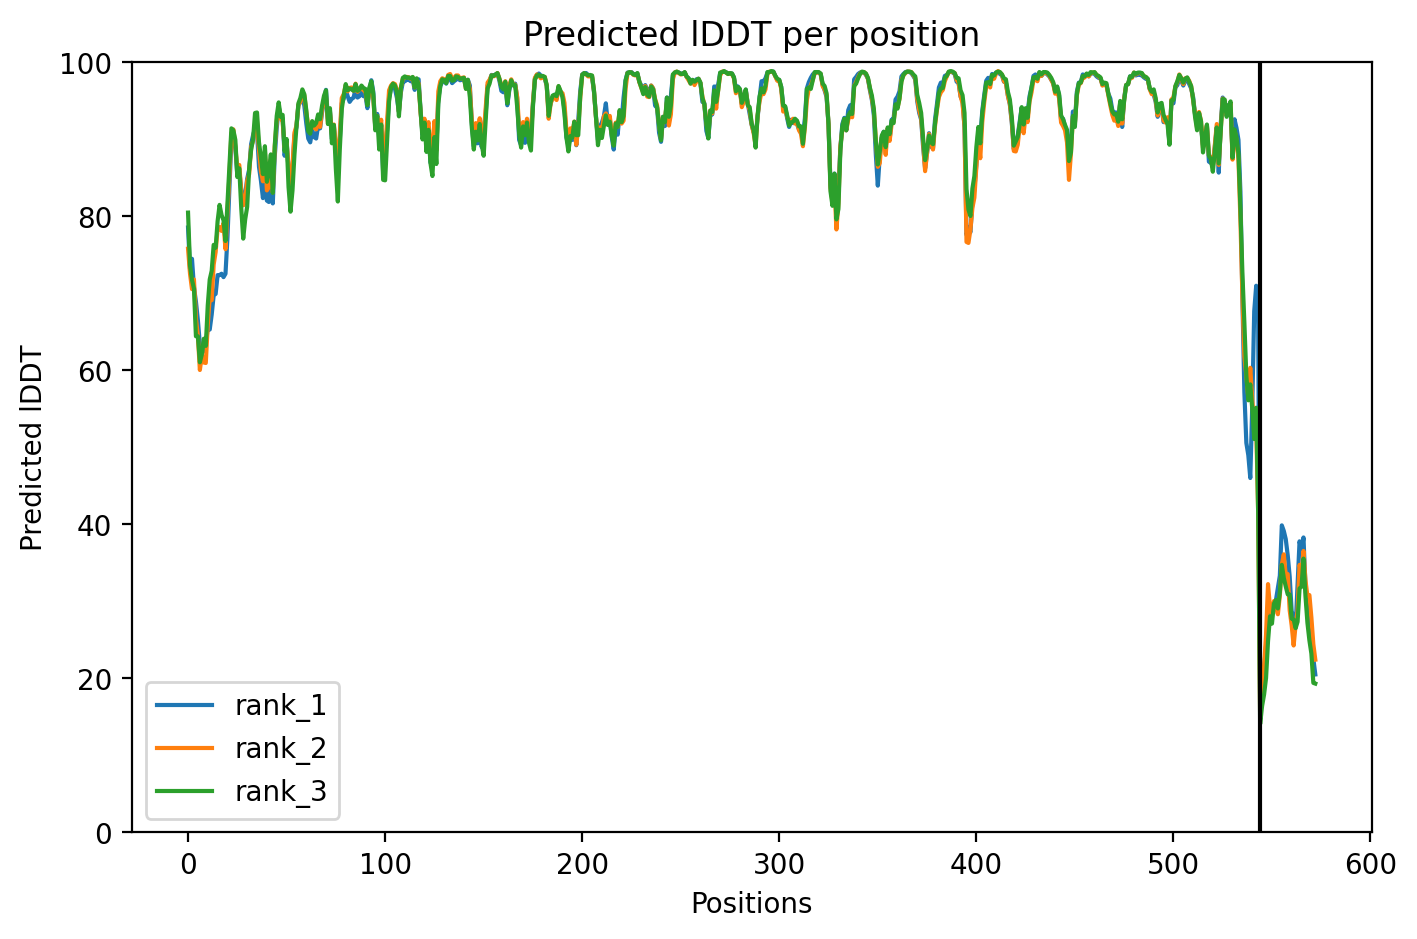 Predicted lDDT per position
100
80
60
40
20
0
Predicted lDDT
rank_1
rank_2
rank_3
0 100 200 300 400 500 600
Positions